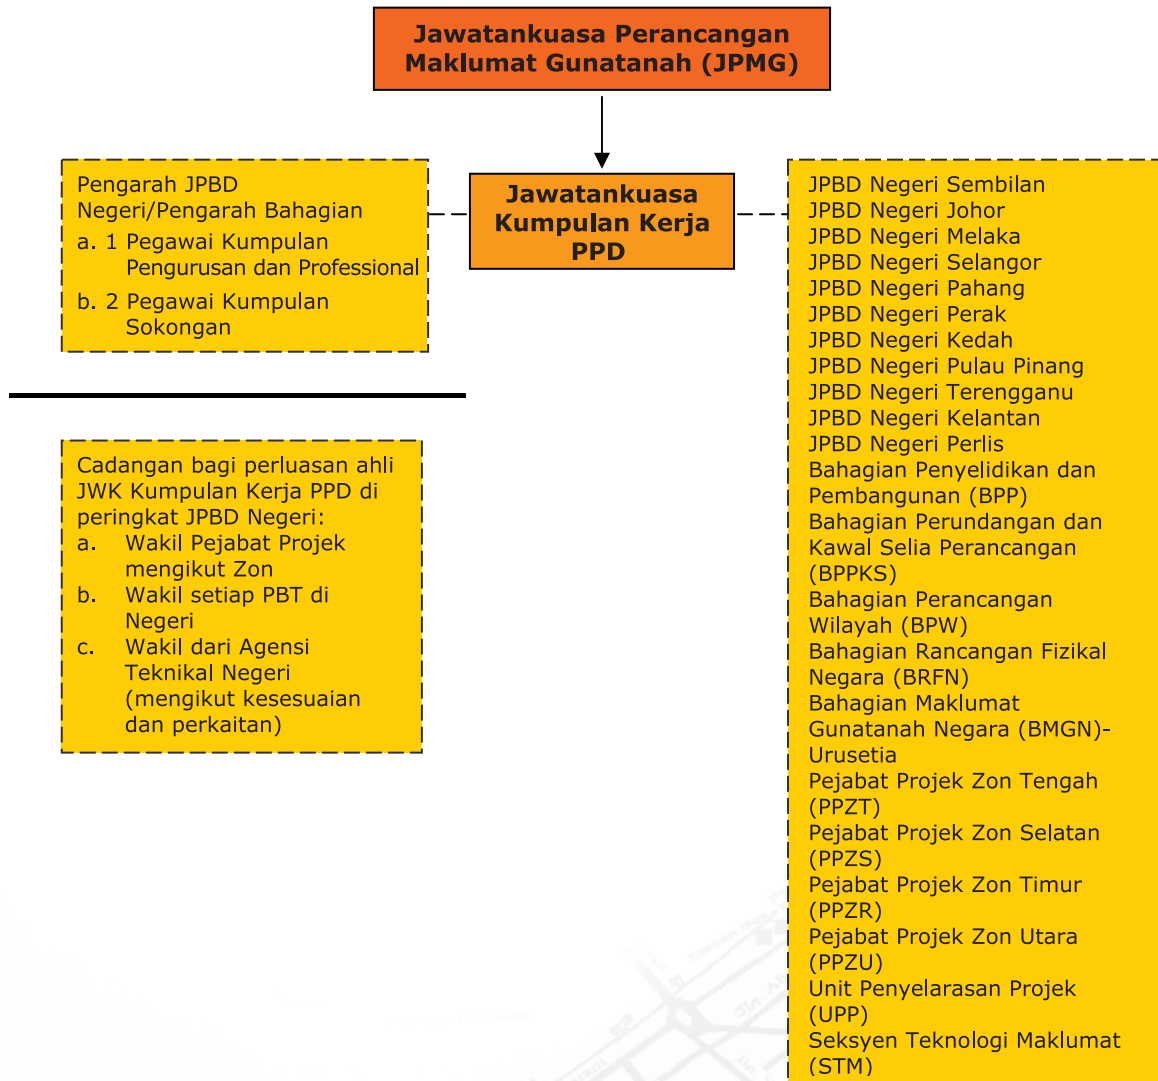 Jawatankuasa Perancangan
Maklumat Gunatanah (JPMG)
Pengarah JPBD
Negeri/Pengarah Bahagian
a. 1 Pegawai Kumpulan
Pengurusan dan Professional
b. 2 Pegawai Kumpulan
Sokongan
Jawatankuasa
Kumpulan Kerja
PPD
JPBD Negeri Sembilan
JPBD Negeri Johor
JPBD Negeri Melaka
JPBD Negeri Selangor
JPBD Negeri Pahang
JPBD Negeri Perak
JPBD Negeri Kedah
JPBD Negeri Pulau Pinang
JPBD Negeri Terengganu
JPBD Negeri Kelantan
JPBD Negeri Perlis
Bahagian Penyelidikan dan
Pembangunan (BPP)
Bahagian Perundangan dan
Kawal Selia Perancangan
(BPPKS)
Bahagian Perancangan
Wilayah (BPW)
Bahagian Rancangan Fizikal
Negara (BRFN)
Bahagian Maklumat
Gunatanah Negara (BMGN)-
Urusetia
Pejabat Projek Zon Tengah
(PPZT)
Pejabat Projek Zon Selatan
(PPZS)
Pejabat Projek Zon Timur
(PPZR)
Pejabat Projek Zon Utara
(PPZU)
Unit Penyelarasan Projek
(UPP)
Seksyen Teknologi Maklumat
(STM)
Cadangan bagi perluasan ahli
JWK Kumpulan Kerja PPD di
peringkat JPBD Negeri:
a. Wakil Pejabat Projek
mengikut Zon
b. Wakil setiap PBT di
Negeri
c. Wakil dari Agensi
Teknikal Negeri
(mengikut kesesuaian
dan perkaitan)